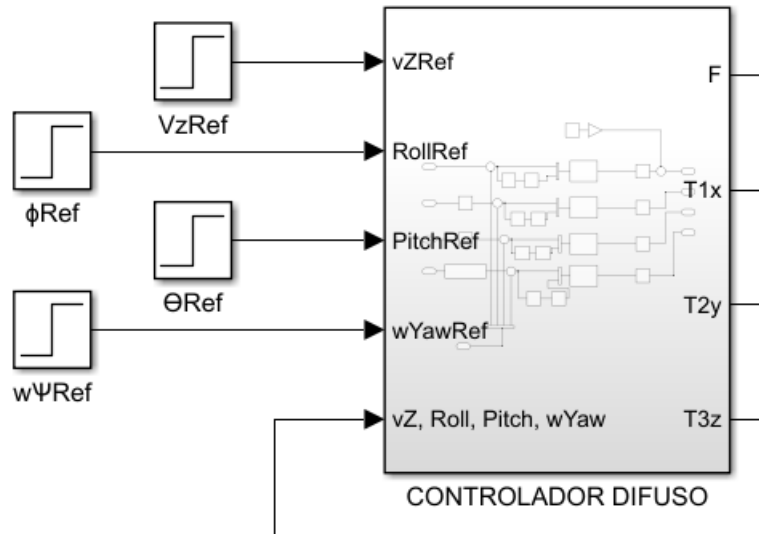 vZRef
F
VzRef
RollRef
T1x
ϕRef
PitchRef
ΘRef
T2y
wYawRef
wΨRef
vZ, Roll, Pitch, wYaw
T3z
CONTROLADOR DIFUSO